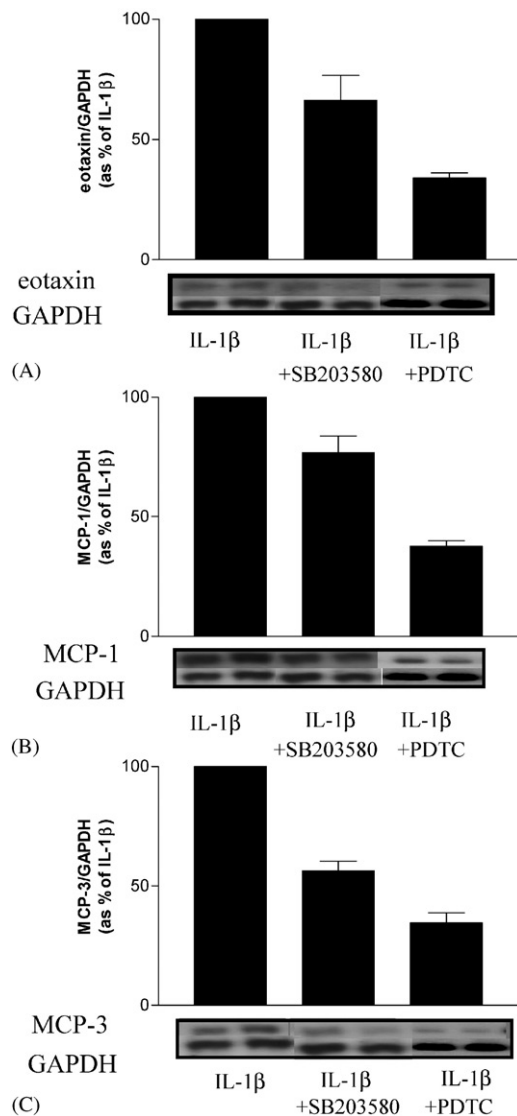 100
50
0
eotaxin/GAPDH
(as % of IL-1β)
eotaxin
GAPDH
IL-1β IL-1β IL-1β
+SB203580 +PDTC
(A)
100
50
0
MCP-1/GAPDH
(as % of IL-1β)
MCP-1
GAPDH
IL-1β IL-1β IL-1β
+SB203580 +PDTC
(B)
100
50
0
MCP-3/GAPDH
(as % of IL-1β)
MCP-3
GAPDH
IL-1β IL-1β IL-1β
+SB203580 +PDTC
(C)